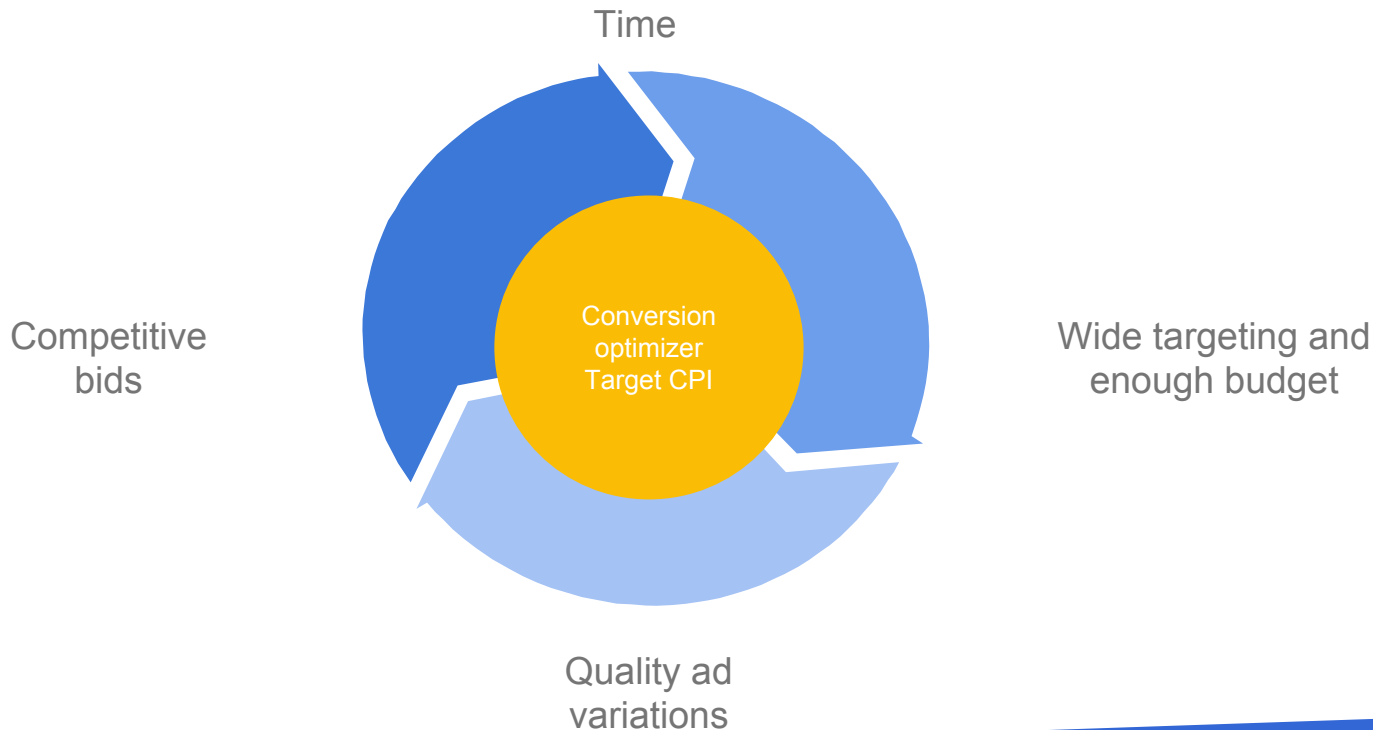 Time
Competitive
bids
Conversion
optimizer
Target CPI
Wide targeting and
enough budget
Quality ad
variations